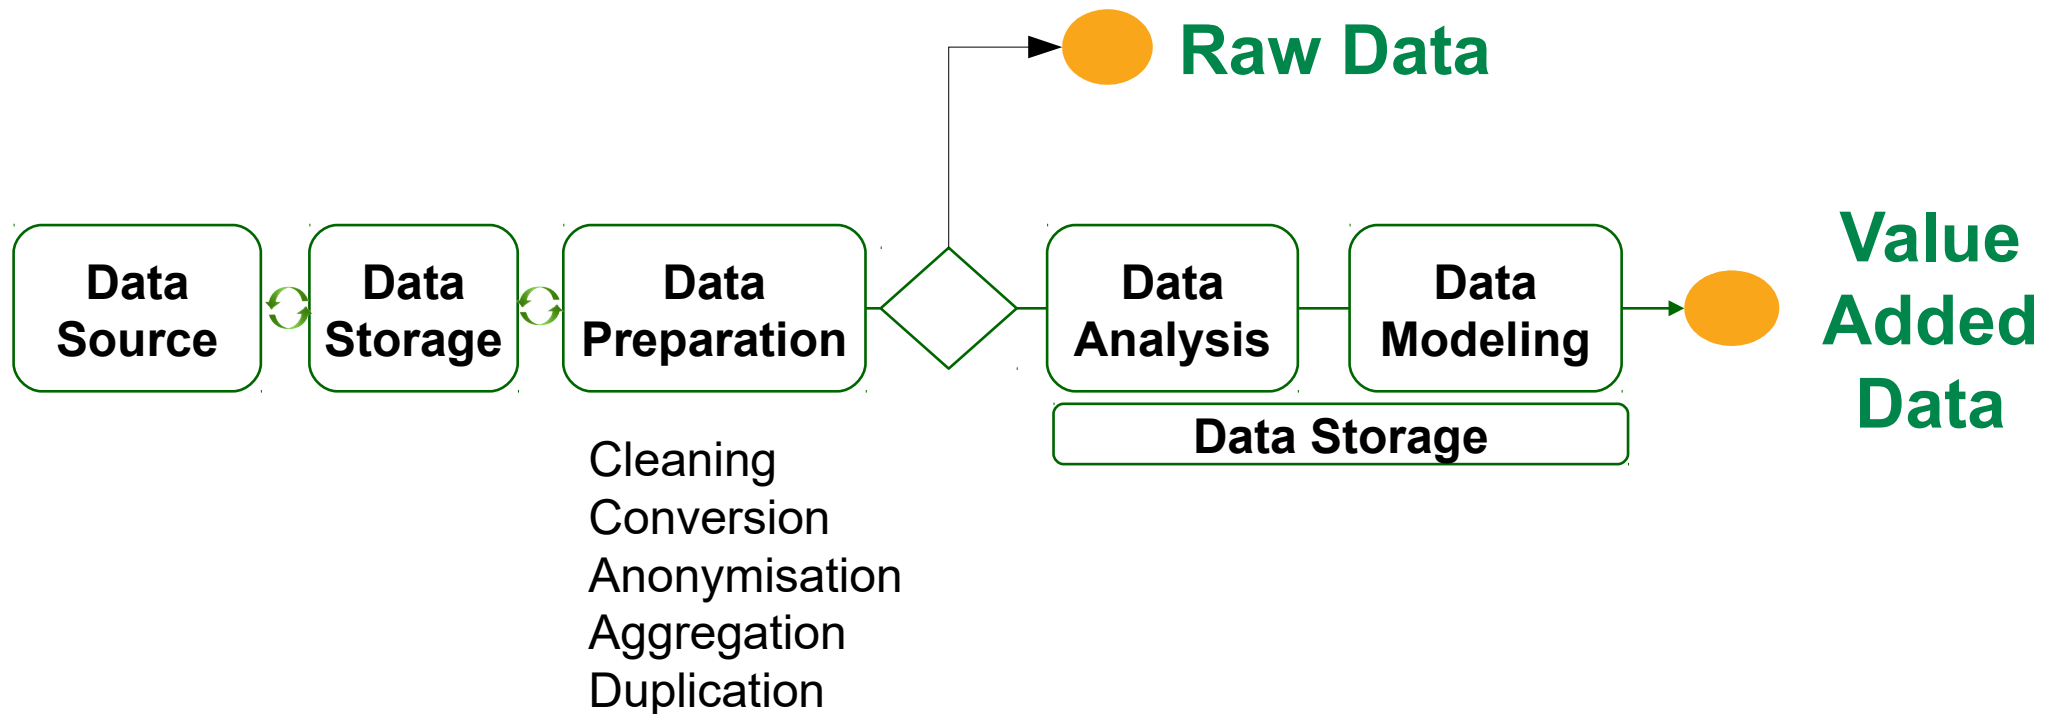 Raw Data
Data
Source
Data
Storage
Data
Preparation
Data
Analysis
Data
Modeling
Value
Added
Data
Data Storage
Cleaning
Conversion
Anonymisation
Aggregation
Duplication